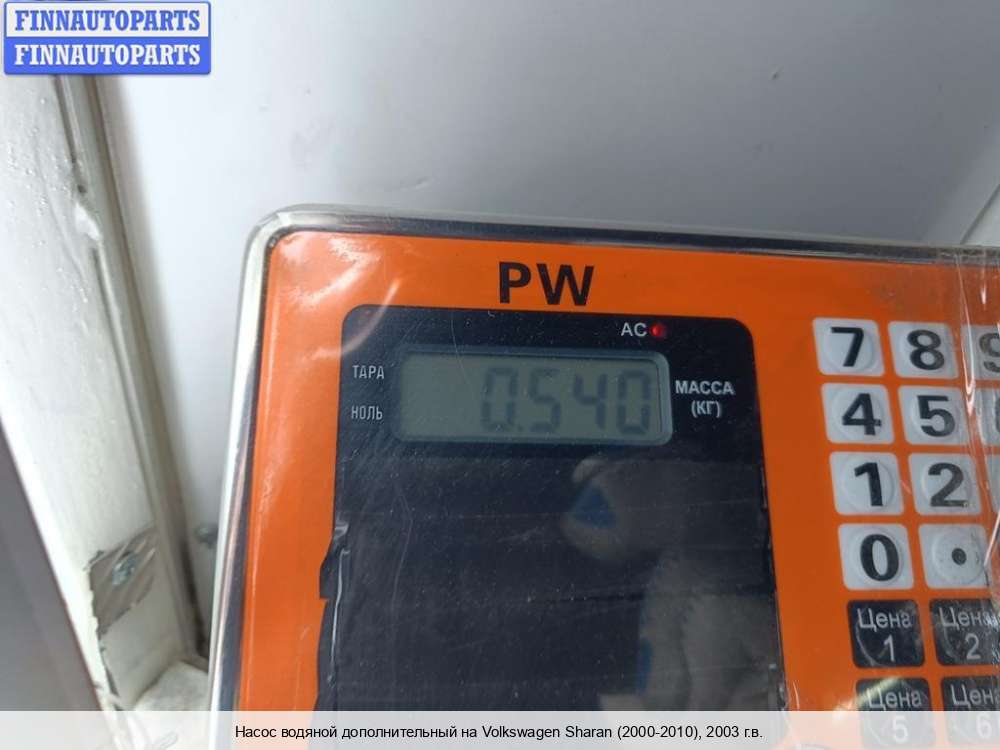 FINNAUTOPARTS
FINNAUTOPARTS
PW
AC
ТАРА
0.540
МАССА
(КГ)
НОЛЬ
7 8 9
4 5
1 2
0 •
Цена 1
Цена 2
Цена 5
Цена 6
Насос водяной дополнительный на Volkswagen Sharan (2000-2010), 2003 г.в.